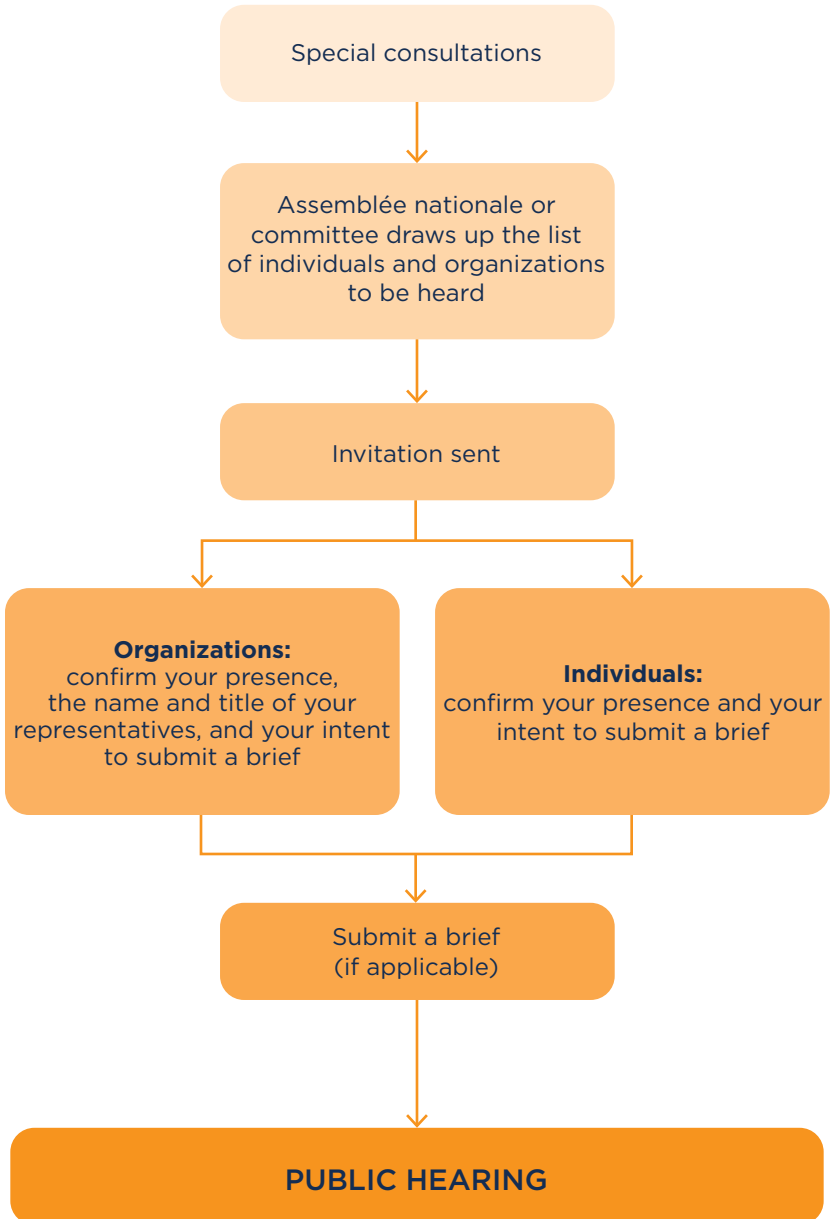 Special consultations
Assemblée nationale or
committee draws up the list
of individuals and organizations
to be heard
Invitation sent
Organizations:
confirm your presence,
the name and title of your
representatives, and your intent
to submit a brief
Individuals:
confirm your presence and your
intent to submit a brief
Submit a brief
(if applicable)
PUBLIC HEARING